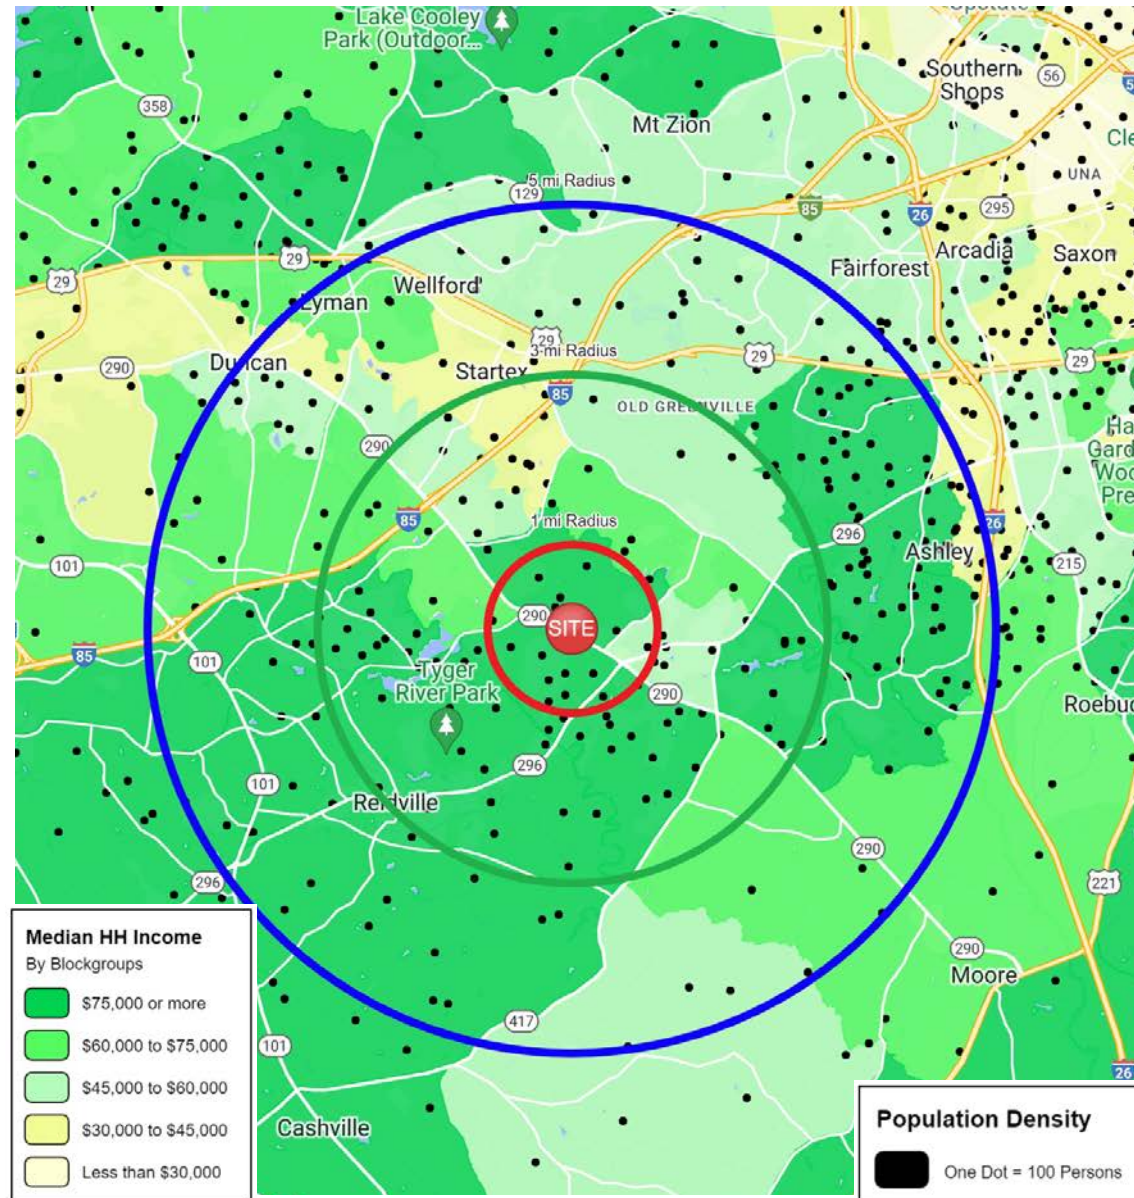 Lake Cooley
Park (Outdoor...
Upstate
358
Southern
Shops
56
Mt Zion
Cle
5 mi Radius
129
UNA
85
26
295
29
29
Wellford
Fairforest
Arcadia
Saxon
Lyman
29
3 mi Radius
29
29
290
Duncan
Startex
85
OLD GREENVILLE
Ha
Gard
Woo
Pre
290
85
1 mi Radius
296
26
Ashley
101
215
290
SITE
85
101
Tyger
River Park
290
Roebuc
296
101
Reidville
290
296
221
Median HH Income
By Blockgroups
$75,000 or more
$60,000 to $75,000
$45,000 to $60,000
$30,000 to $45,000
Less than $30,000
290
Moore
417
101
26
Cashville
Population Density
One Dot = 100 Persons